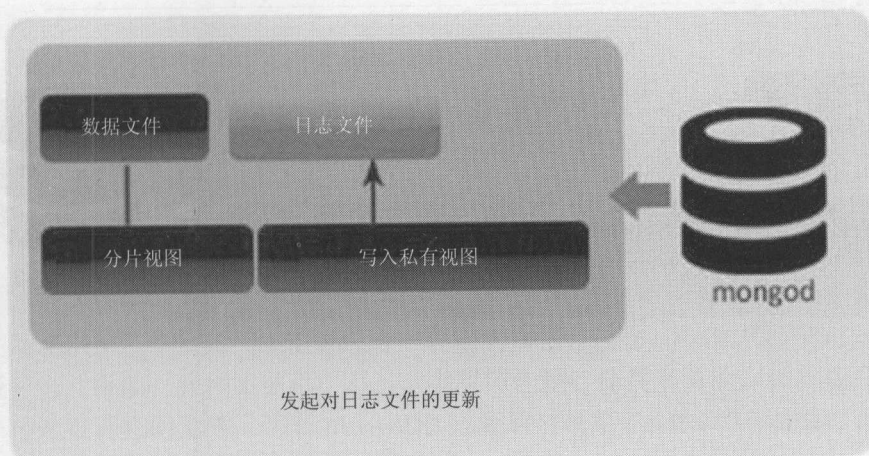 数据文件
日志文件
分片视图
写入私有视图
mongod
发起对日志文件的更新